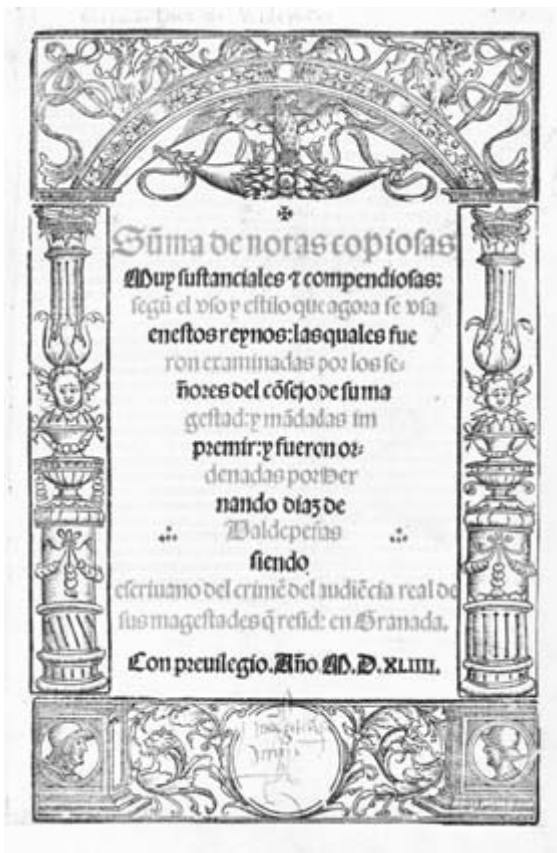 ✠
Sũma de notas copiosas
Muy sustanciales ⁊ compendiosas:
segũ el vso y estilo que agora se vsa
enestos reynos: las quales fue
ron examinadas por los se-
ñores del cõsejo de su ma
gestad: y mãdadas im
premir: y fueron or-
denadas por Her
nando diaz de
Valdepeñas
siendo
escriuano del crimẽ del audiẽcia real de
sus magestades q̃ resid: en Granada.
Con preuilegio. Año M.D.XLIIII.